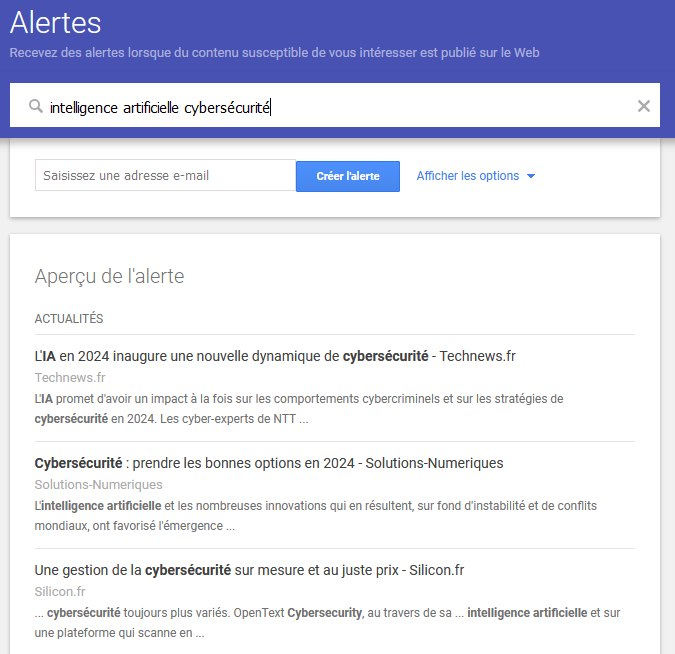 Alertes
Recevez des alertes lorsque du contenu susceptible de vous intéresser est publié sur le Web
intelligence artificielle cybersécurité
Saisissez une adresse e-mail
Créer l'alerte
Afficher les options
Aperçu de l'alerte
ACTUALITÉS
L'IA en 2024 inaugure une nouvelle dynamique de cybersécurité - Technews.fr
Technews.fr
L'IA promet d'avoir un impact à la fois sur les comportements cybercriminels et sur les stratégies de
cybersécurité en 2024. Les cyber-experts de NTT ...
Cybersécurité : prendre les bonnes options en 2024 - Solutions-Numeriques
Solutions-Numeriques
L'intelligence artificielle et les nombreuses innovations qui en résultent, sur fond d'instabilité et de conflits
mondiaux, ont favorisé l'émergence ...
Une gestion de la cybersécurité sur mesure et au juste prix - Silicon.fr
Silicon.fr
... cybersécurité toujours plus variés. OpenText Cybersecurity, au travers de sa ... intelligence artificielle et sur
une plateforme qui scanne en ...